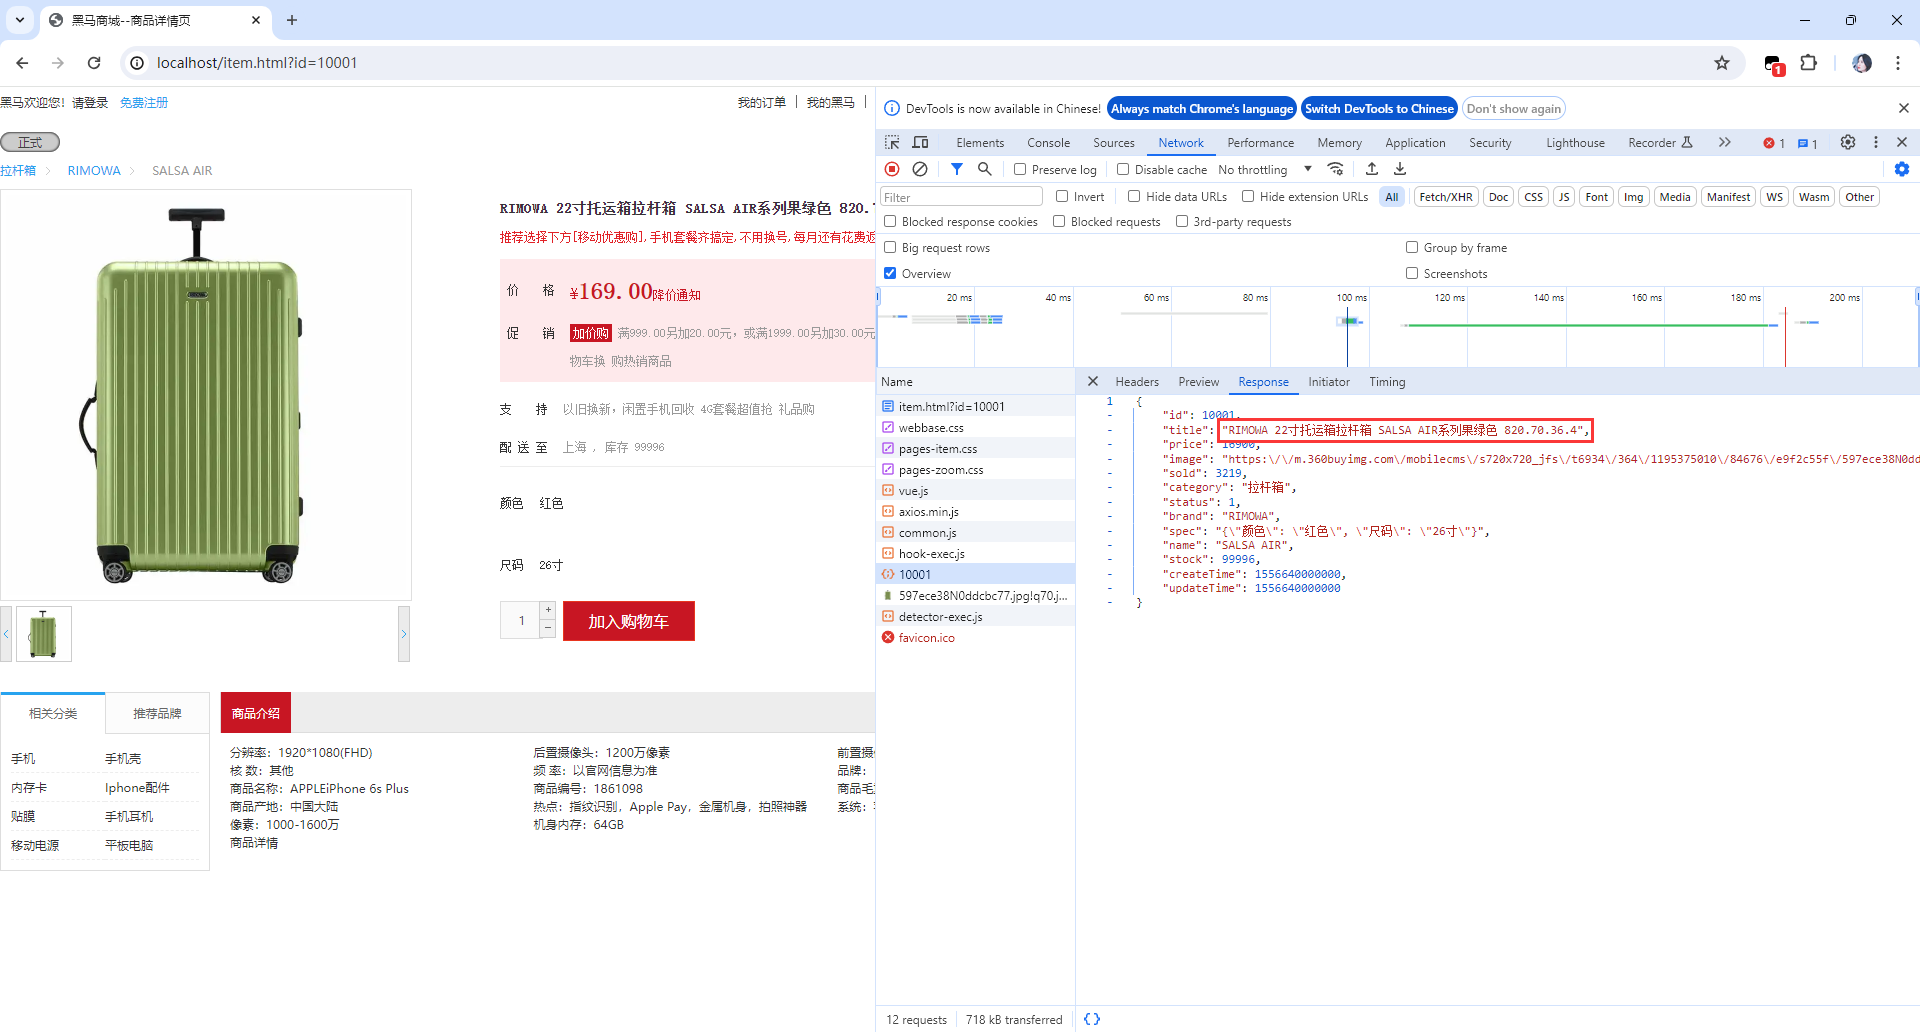 黑马商城--商品详情页
localhost/item.html?id=10001
1
黑马欢迎您！请登录 免费注册
我的订单 | 我的黑马 |
正式
拉杆箱 RIMOWA SALSA AIR
RIMOWA 22寸托运箱拉杆箱 SALSA AIR系列果绿色 820.
推荐选择下方[移动优惠购],手机套餐齐搞定,不用换号,每月还有花费返
价 格 ¥169.00降价通知
促 销 加价购 满999.00另加20.00元，或满1999.00另加30.00元
物车换 购热销商品
支 持 以旧换新，闲置手机回收 4G套餐超值抢 礼品购
配 送 至 上海 ， 库存 99996
颜色 红色
尺码 26寸
1 + -
加入购物车
相关分类 推荐品牌
手机 手机壳
内存卡 Iphone配件
贴膜 手机耳机
移动电源 平板电脑
商品介绍
分辨率：1920*1080(FHD) 后置摄像头：1200万像素
核 数：其他 频 率：以官网信息为准 品牌：
商品名称：APPLEiPhone 6s Plus 商品编号：1861098 商品毛
商品产地：中国大陆 热点：指纹识别，Apple Pay，金属机身，拍照神器 系统：
像素：1000-1600万 机身内存：64GB
商品详情
DevTools is now available in Chinese! Always match Chrome's language Switch DevTools to Chinese Don't show again
Elements Console Sources Network Performance Memory Application Security Lighthouse Recorder 1 1
Preserve log Disable cache No throttling
Filter Invert Hide data URLs Hide extension URLs All Fetch/XHR Doc CSS JS Font Img Media Manifest WS Wasm Other
Blocked response cookies Blocked requests 3rd-party requests
Big request rows Group by frame
Overview Screenshots
20 ms 40 ms 60 ms 80 ms 100 ms 120 ms 140 ms 160 ms 180 ms 200 ms
Name
item.html?id=10001
webbase.css
pages-item.css
pages-zoom.css
vue.js
axios.min.js
common.js
hook-exec.js
10001
597ece38N0ddcbc77.jpg!q70.j...
detector-exec.js
favicon.ico
Headers Preview Response Initiator Timing
1 {
- "id": 10001,
- "title": "RIMOWA 22寸托运箱拉杆箱 SALSA AIR系列果绿色 820.70.36.4",
- "price": 16900,
- "image": "https:\/\/m.360buyimg.com\/mobilecms\/s720x720_jfs\/t6934\/364\/1195375010\/84676\/e9f2c55f\/597ece38N0dd
- "sold": 3219,
- "category": "拉杆箱",
- "status": 1,
- "brand": "RIMOWA",
- "spec": "{\"颜色\": \"红色\", \"尺码\": \"26寸\"}",
- "name": "SALSA AIR",
- "stock": 99996,
- "createTime": 1556640000000,
- "updateTime": 1556640000000
- }
12 requests 718 kB transferred { }